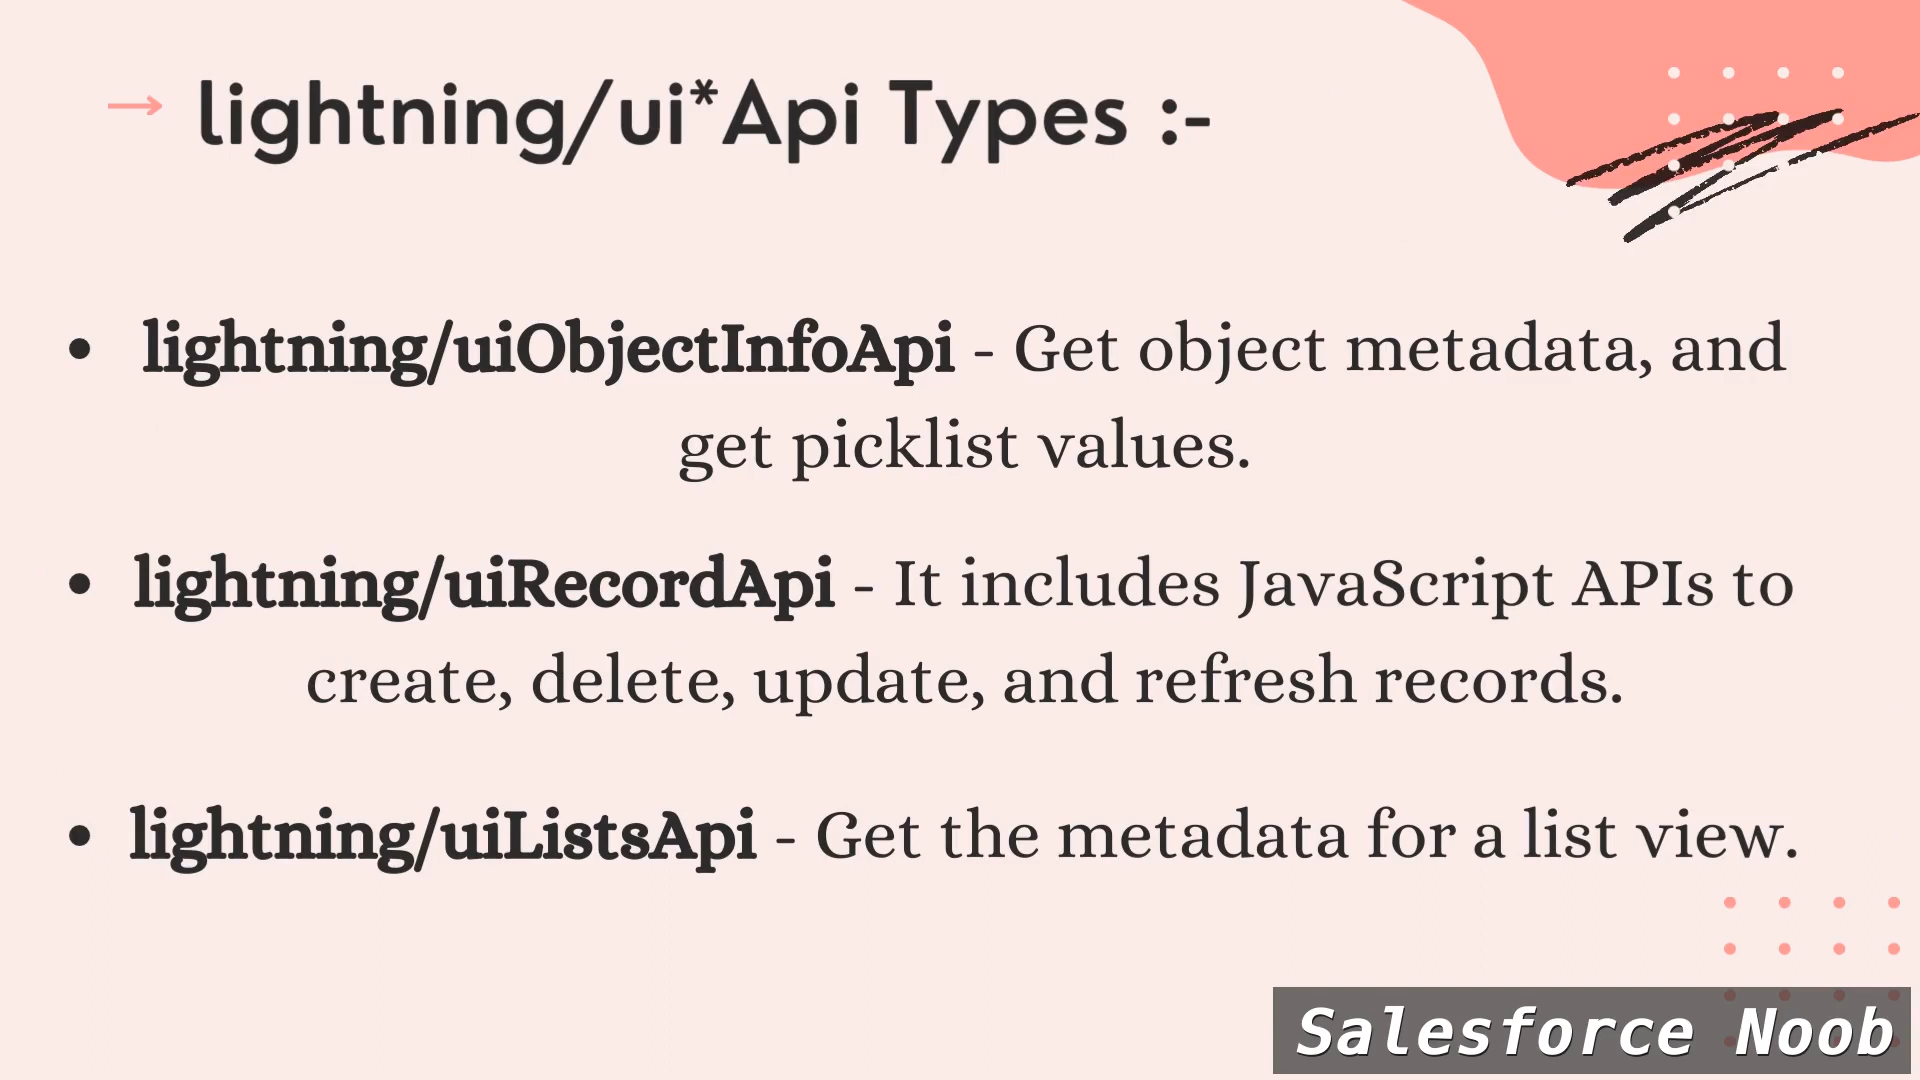 → lightning/ui*Api Types :-
• lightning/uiObjectInfoApi - Get object metadata, and
get picklist values.
• lightning/uiRecordApi - It includes JavaScript APIs to
create, delete, update, and refresh records.
• lightning/uiListsApi - Get the metadata for a list view.
Salesforce Noob